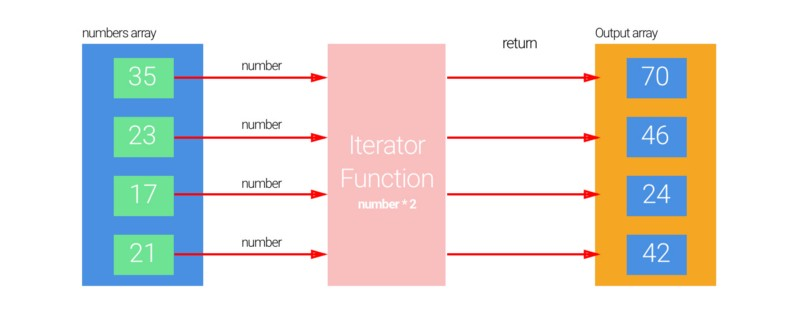 numbers array
return
Output array
35
number
70
23
number
46
Iterator
Function
number * 2
17
number
24
21
number
42